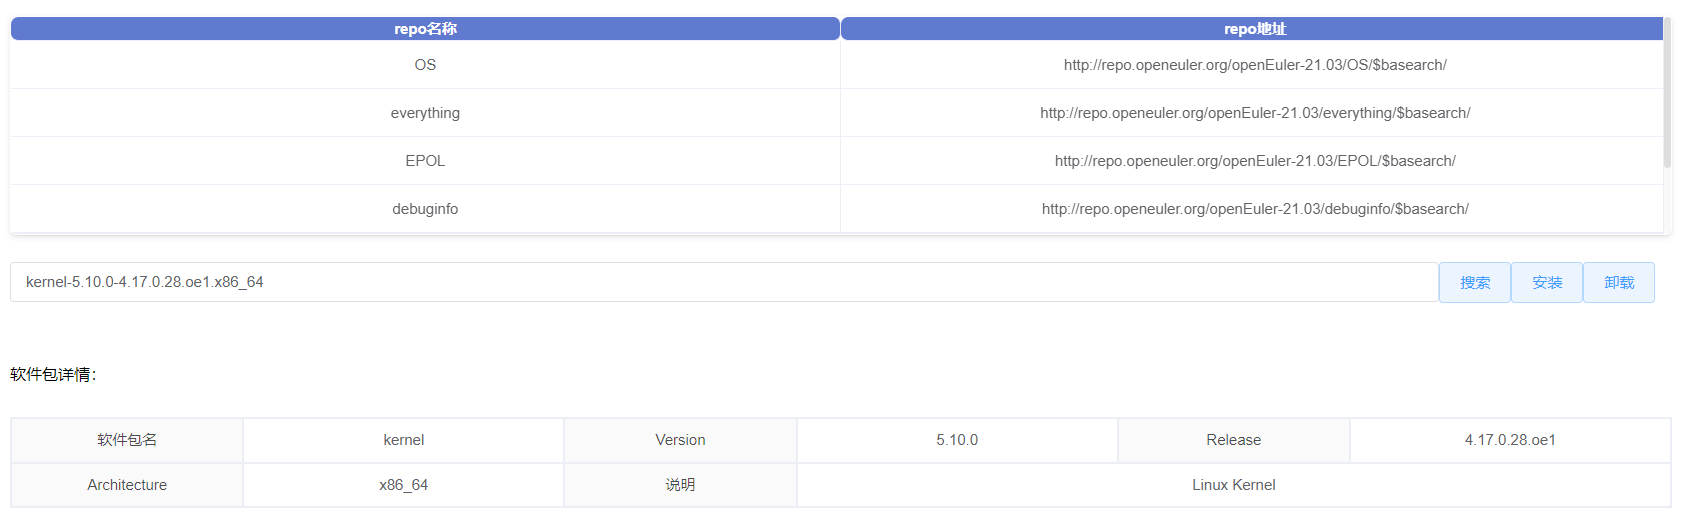 repo名称 repo地址
OS http://repo.openeuler.org/openEuler-21.03/OS/$basearch/
everything http://repo.openeuler.org/openEuler-21.03/everything/$basearch/
EPOL http://repo.openeuler.org/openEuler-21.03/EPOL/$basearch/
debuginfo http://repo.openeuler.org/openEuler-21.03/debuginfo/$basearch/
kernel-5.10.0-4.17.0.28.oe1.x86_64 搜索 安装 卸载
软件包详情：
软件包名 kernel Version 5.10.0 Release 4.17.0.28.oe1
Architecture x86_64 说明 Linux Kernel